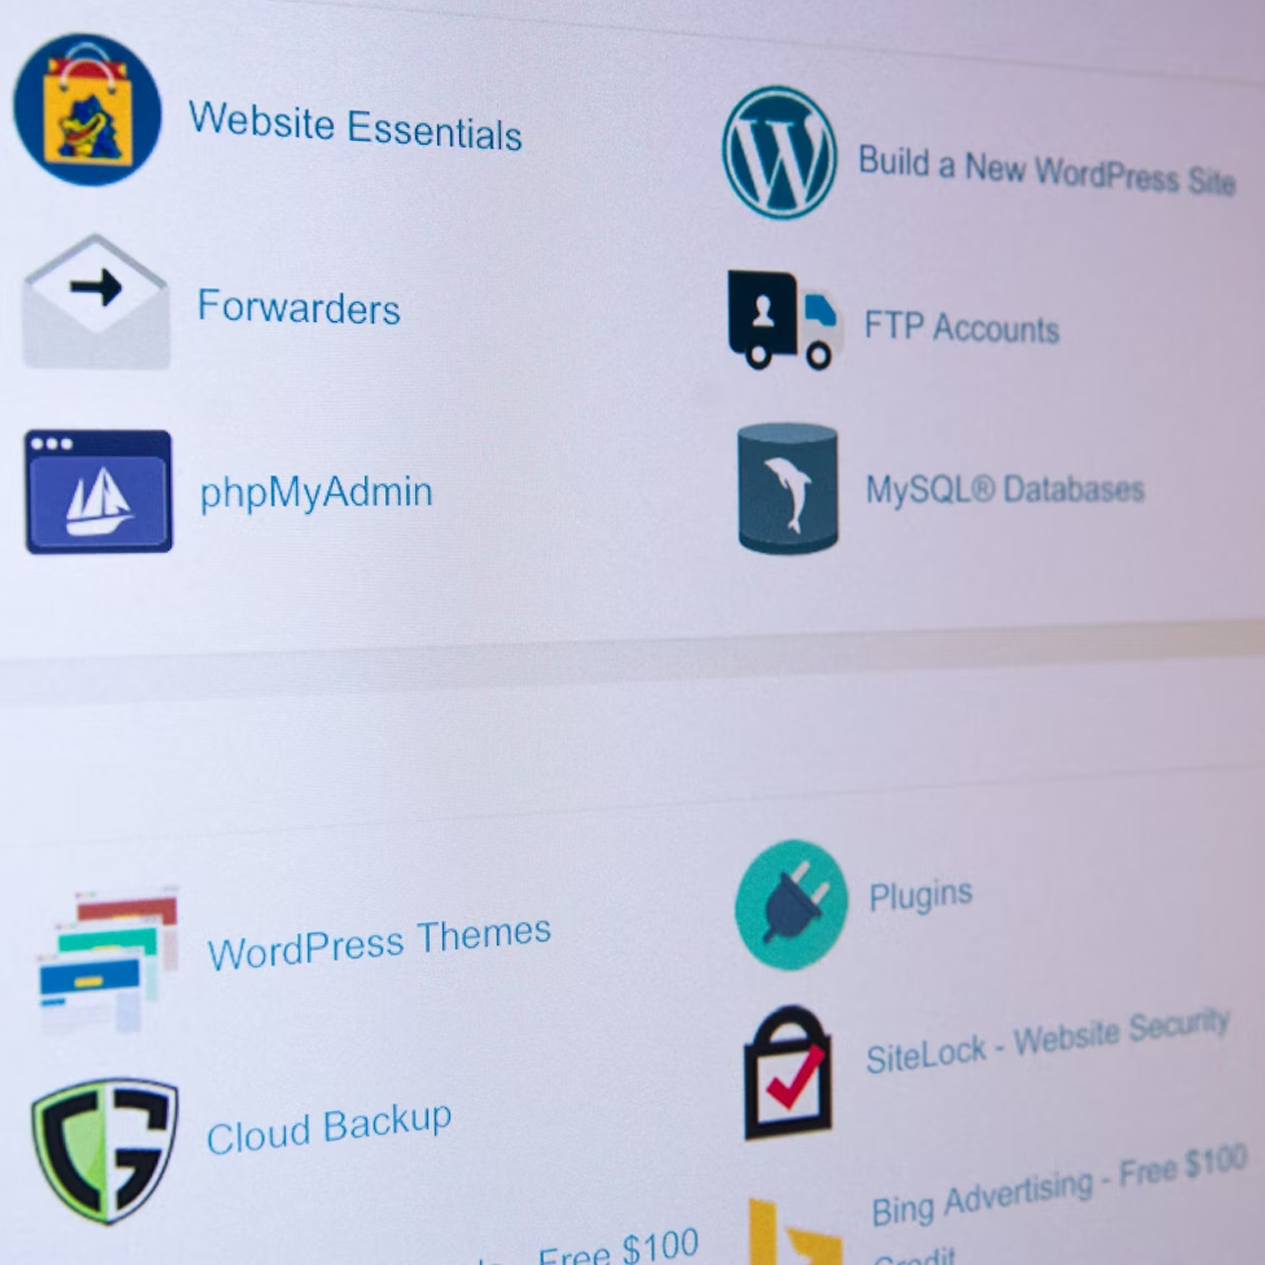 Website Essentials
Build a New WordPress Site
Forwarders
FTP Accounts
phpMyAdmin
MySQL® Databases
WordPress Themes
Plugins
Cloud Backup
SiteLock - Website Security
Bing Advertising - Free $100
Credit
- Free $100